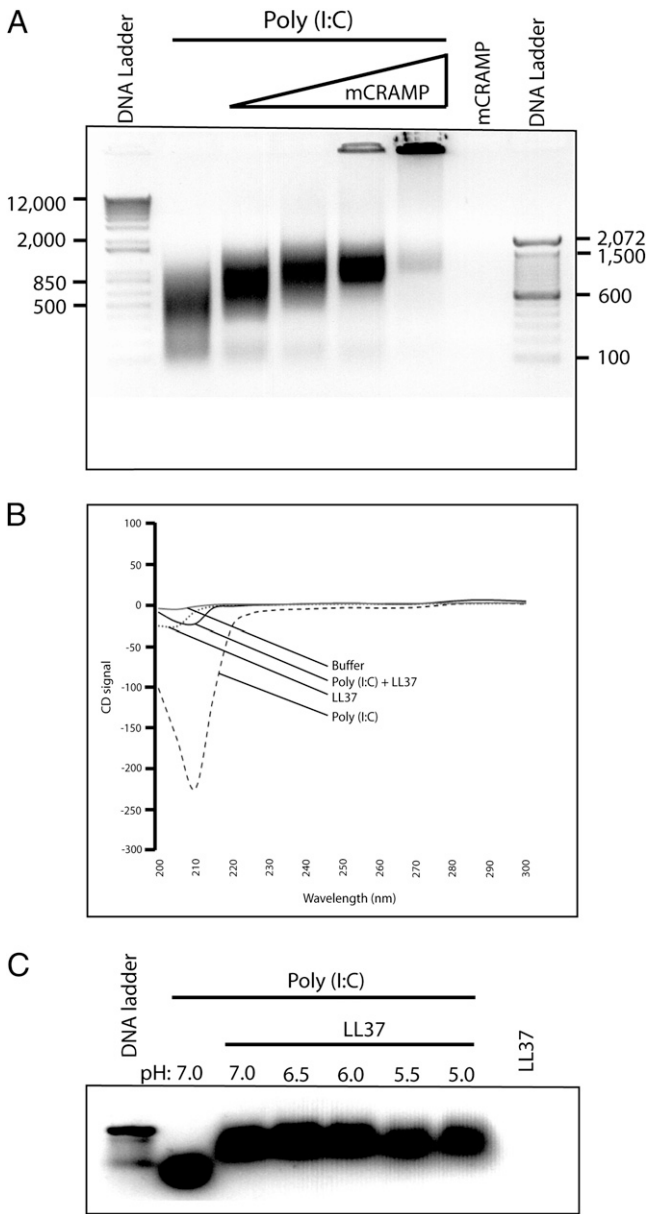 A
DNA Ladder
Poly (I:C)
mCRAMP
mCRAMP
DNA Ladder
12,000
2,000
850
500
2,072
1,500
600
100
B
100
50
0
-50
-100
-150
-200
-250
-300
CD signal
Buffer
Poly (I:C) + LL37
LL37
Poly (I:C)
200
210
220
230
240
250
260
270
280
290
300
Wavelength (nm)
C
DNA ladder
Poly (I:C)
LL37
LL37
pH: 7.0 7.0 6.5 6.0 5.5 5.0